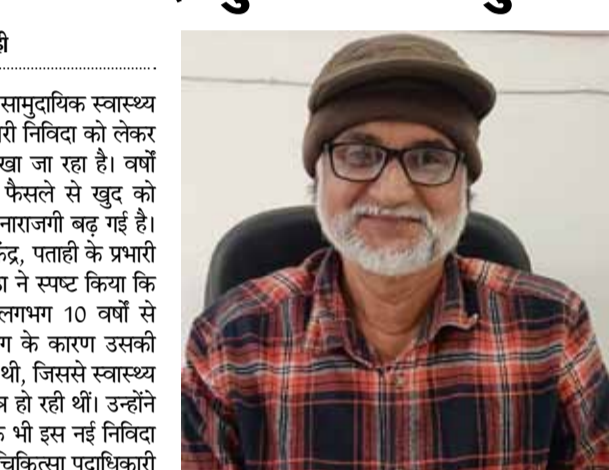 सामुदायिक स्वास्थ्य
निविदा को लेकर
जा रहा है। वर्षों
फैसले से खुद को
नाराजगी बढ़ गई है।
पताही के प्रभारी
ने स्पष्ट किया कि
लगभग 10 वर्षों से
के कारण उसकी
थी, जिससे स्वास्थ्य
हो रही थीं। उन्होंने
भी इस नई निविदा
चिकित्सा पदाधिकारी